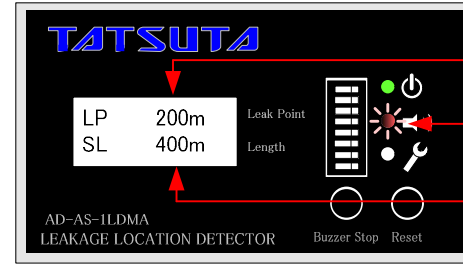 TATSUTA
LP 200m Leak Point
SL 400m Length
AD-AS-1LDMA
LEAKAGE LOCATION DETECTOR
Buzzer Stop Reset